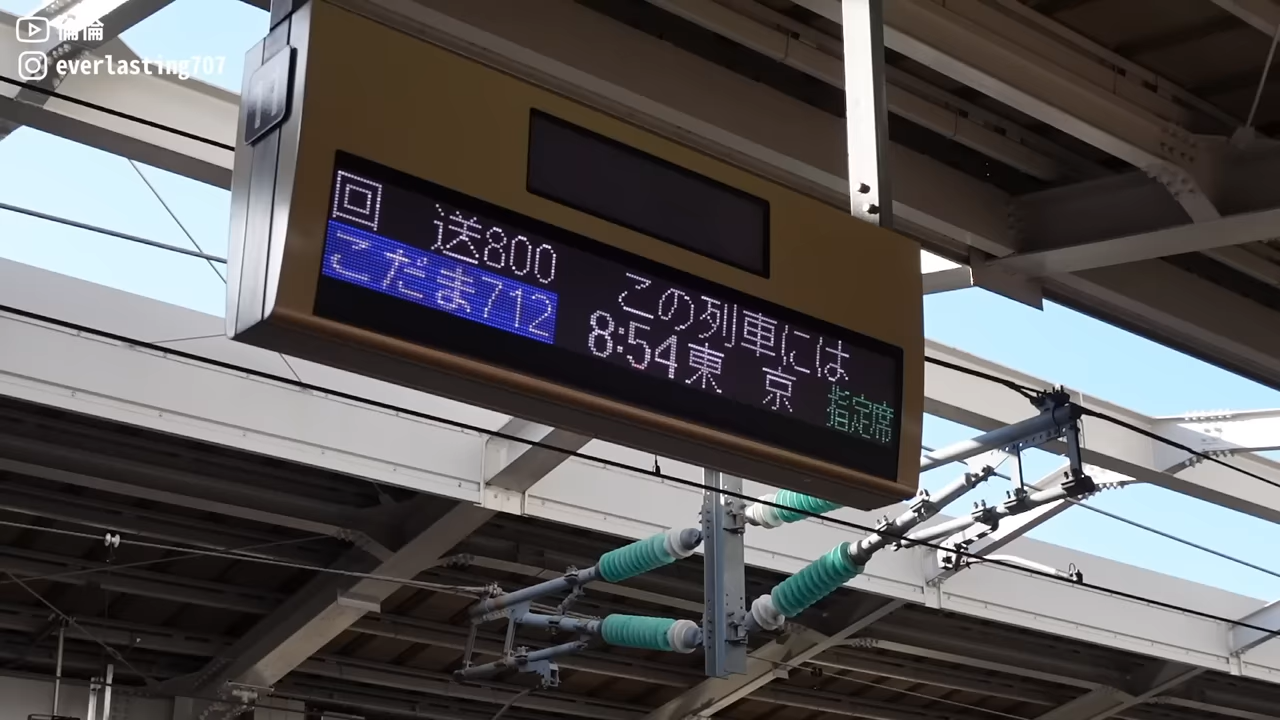 倫倫
everlasting707
11
回 送800 この列車には
こだま712 8:54東 京 指定席